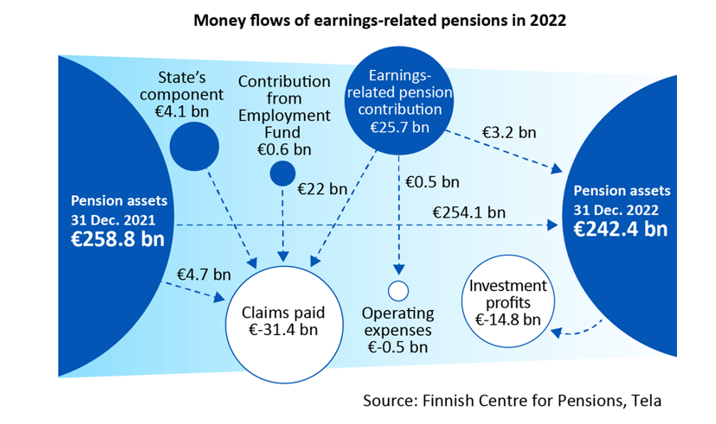 Money flows of earnings-related pensions in 2022
State's
component
€4.1 bn
Contribution
from
Employment
Fund
€0.6 bn
Earnings-
related pension
contribution
€25.7 bn
€3.2 bn
€22 bn
€0.5 bn
€254.1 bn
Pension assets
31 Dec. 2021
€258.8 bn
Pension assets
31 Dec. 2022
€242.4 bn
€4.7 bn
Claims paid
€-31.4 bn
Operating
expenses
€-0.5 bn
Investment
profits
€-14.8 bn
Source: Finnish Centre for Pensions, Tela